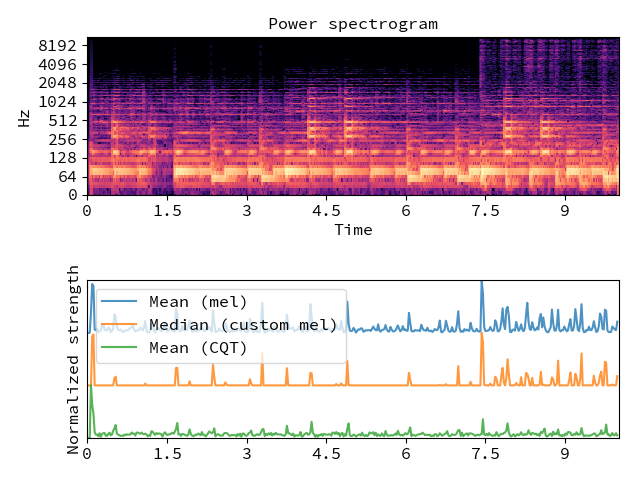 Power spectrogram
8192
4096
2048
1024
512
256
128
64
0
Hz
0 1.5 3 4.5 6 7.5 9
Time
Normalized strength
Mean (mel)
Median (custom mel)
Mean (CQT)
0 1.5 3 4.5 6 7.5 9